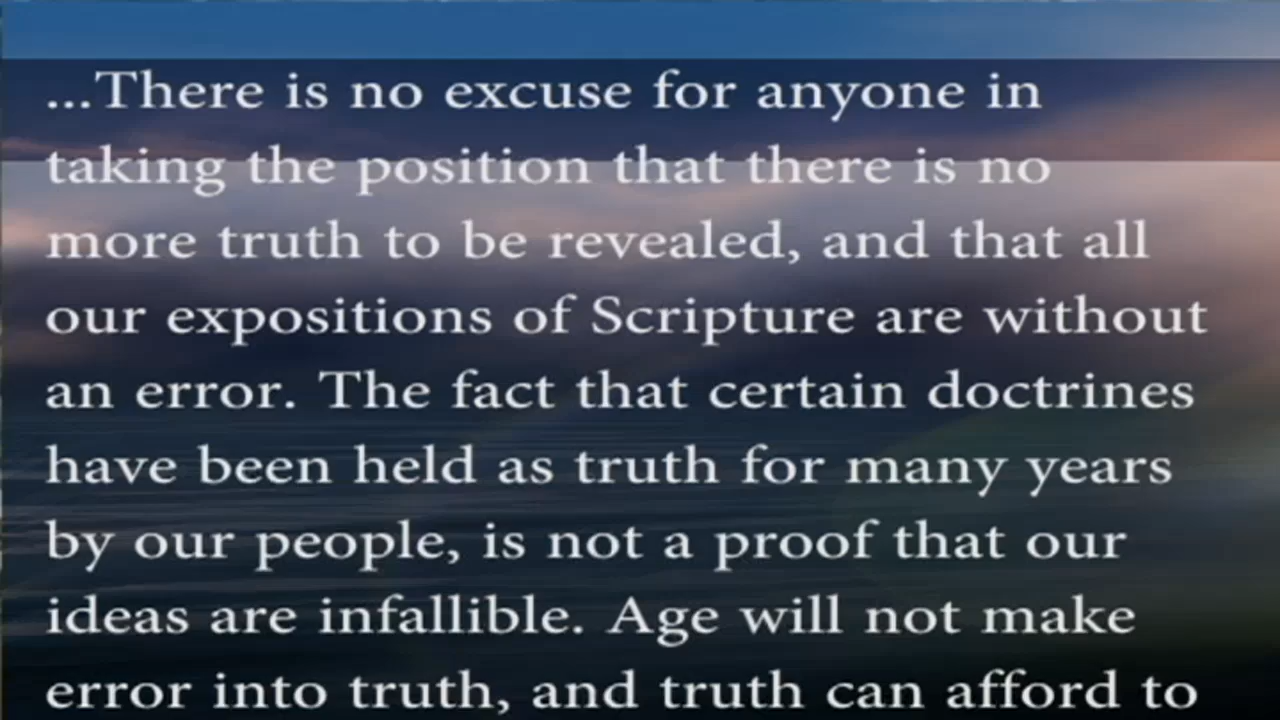 ...There is no excuse for anyone in
taking the position that there is no
more truth to be revealed, and that all
our expositions of Scripture are without
an error. The fact that certain doctrines
have been held as truth for many years
by our people, is not a proof that our
ideas are infallible. Age will not make
error into truth, and truth can afford to